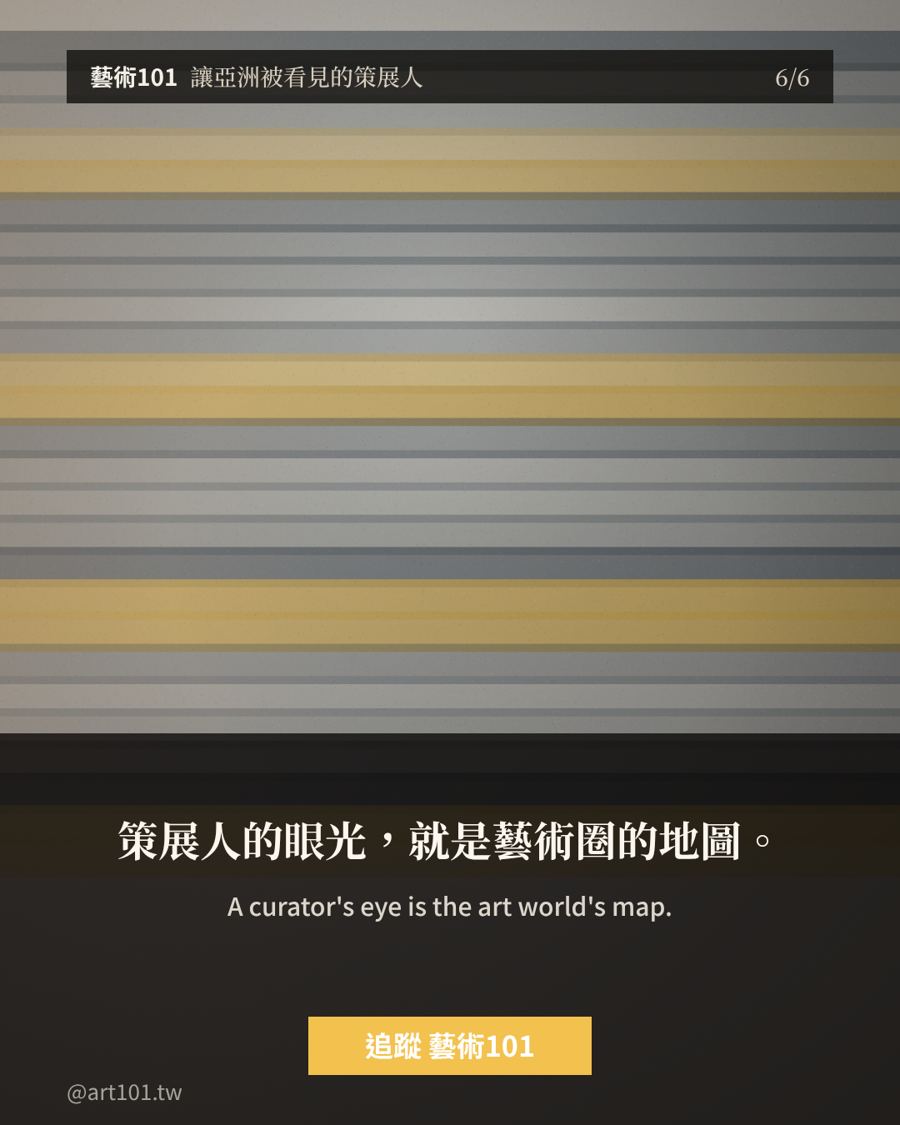 藝術101 讓亞洲被看見的策展人 6/6
策展人的眼光，就是藝術圈的地圖。
A curator's eye is the art world's map.
追蹤 藝術101
@art101.tw